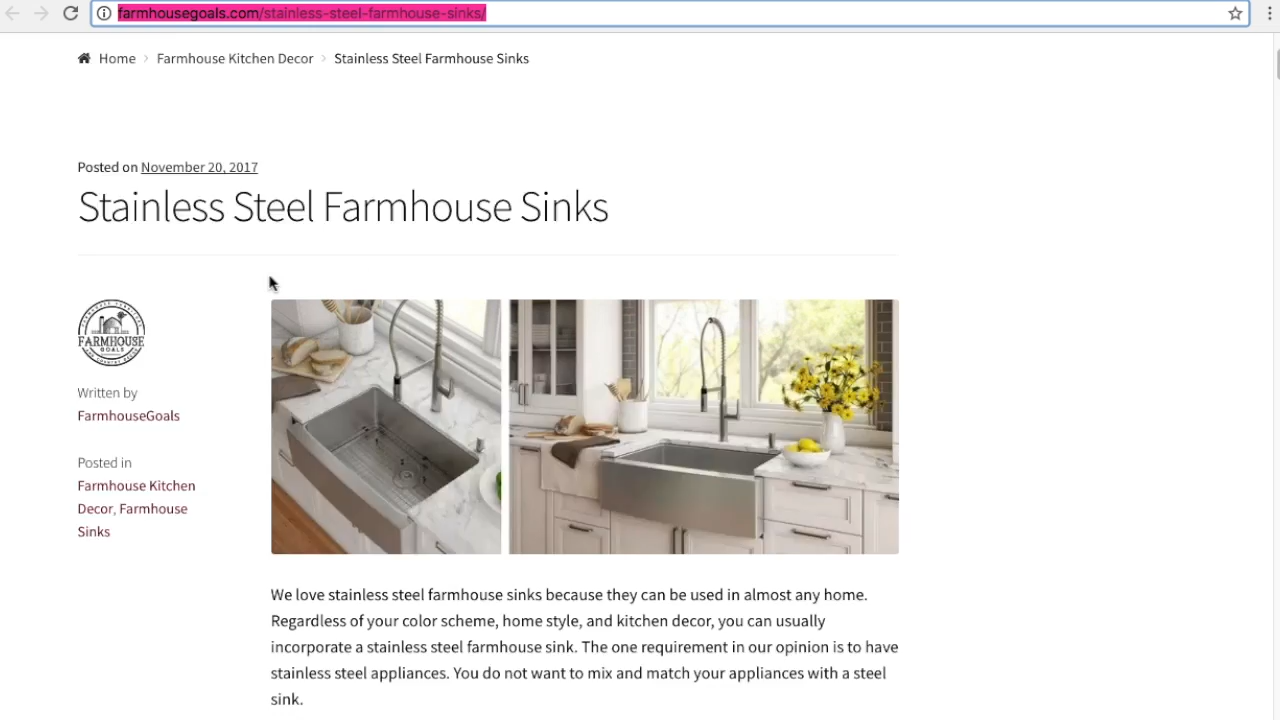 farmhousegoals.com/stainless-steel-farmhouse-sinks/
Home > Farmhouse Kitchen Decor > Stainless Steel Farmhouse Sinks
Posted on November 20, 2017
Stainless Steel Farmhouse Sinks
FARMHOUSE
GOALS
Written by
FarmhouseGoals
Posted in
Farmhouse Kitchen
Decor, Farmhouse
Sinks
We love stainless steel farmhouse sinks because they can be used in almost any home.
Regardless of your color scheme, home style, and kitchen decor, you can usually
incorporate a stainless steel farmhouse sink. The one requirement in our opinion is to have
stainless steel appliances. You do not want to mix and match your appliances with a steel
sink.